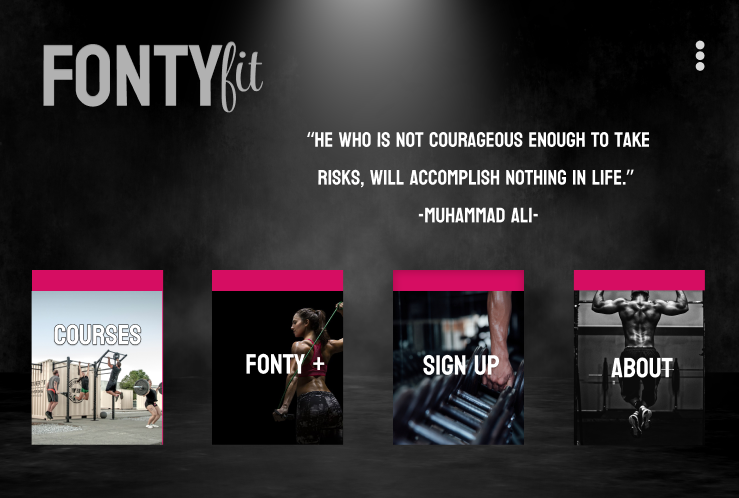 FONTYfit
“HE WHO IS NOT COURAGEOUS ENOUGH TO TAKE
RISKS, WILL ACCOMPLISH NOTHING IN LIFE.”
-MUHAMMAD ALI-
COURSES
FONTY +
SIGN UP
ABOUT